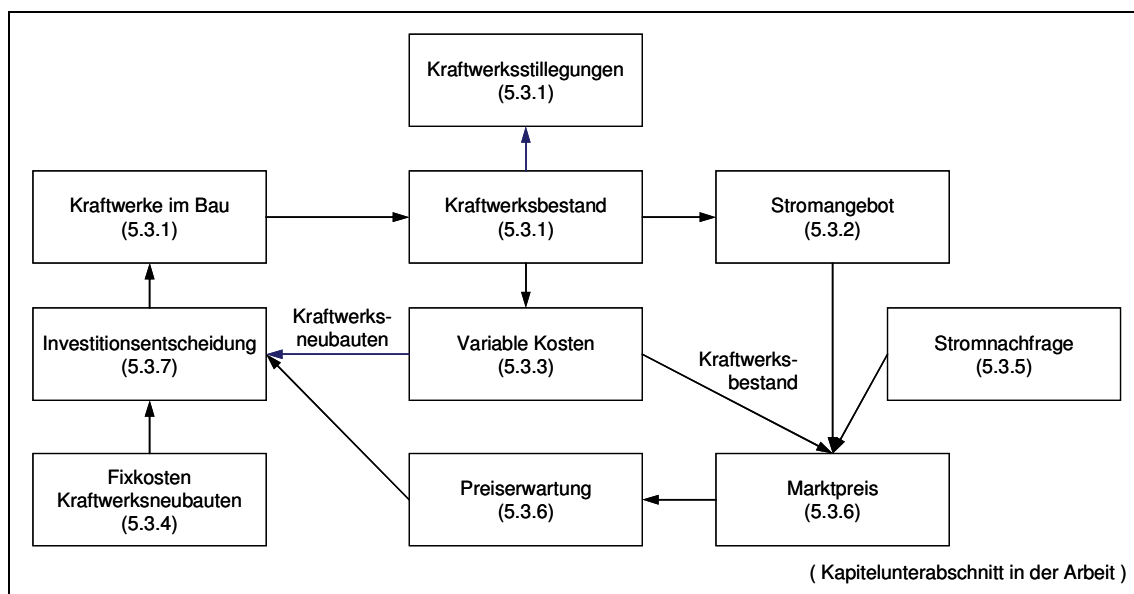 Kraftwerksstillegungen
(5.3.1)
Kraftwerke im Bau
(5.3.1)
Kraftwerksbestand
(5.3.1)
Stromangebot
(5.3.2)
Investitionsentscheidung
(5.3.7)
Kraftwerks-
neubauten
Variable Kosten
(5.3.3)
Kraftwerks-
bestand
Stromnachfrage
(5.3.5)
Fixkosten
Kraftwerksneubauten
(5.3.4)
Preiserwartung
(5.3.6)
Marktpreis
(5.3.6)
( Kapitelunterabschnitt in der Arbeit )